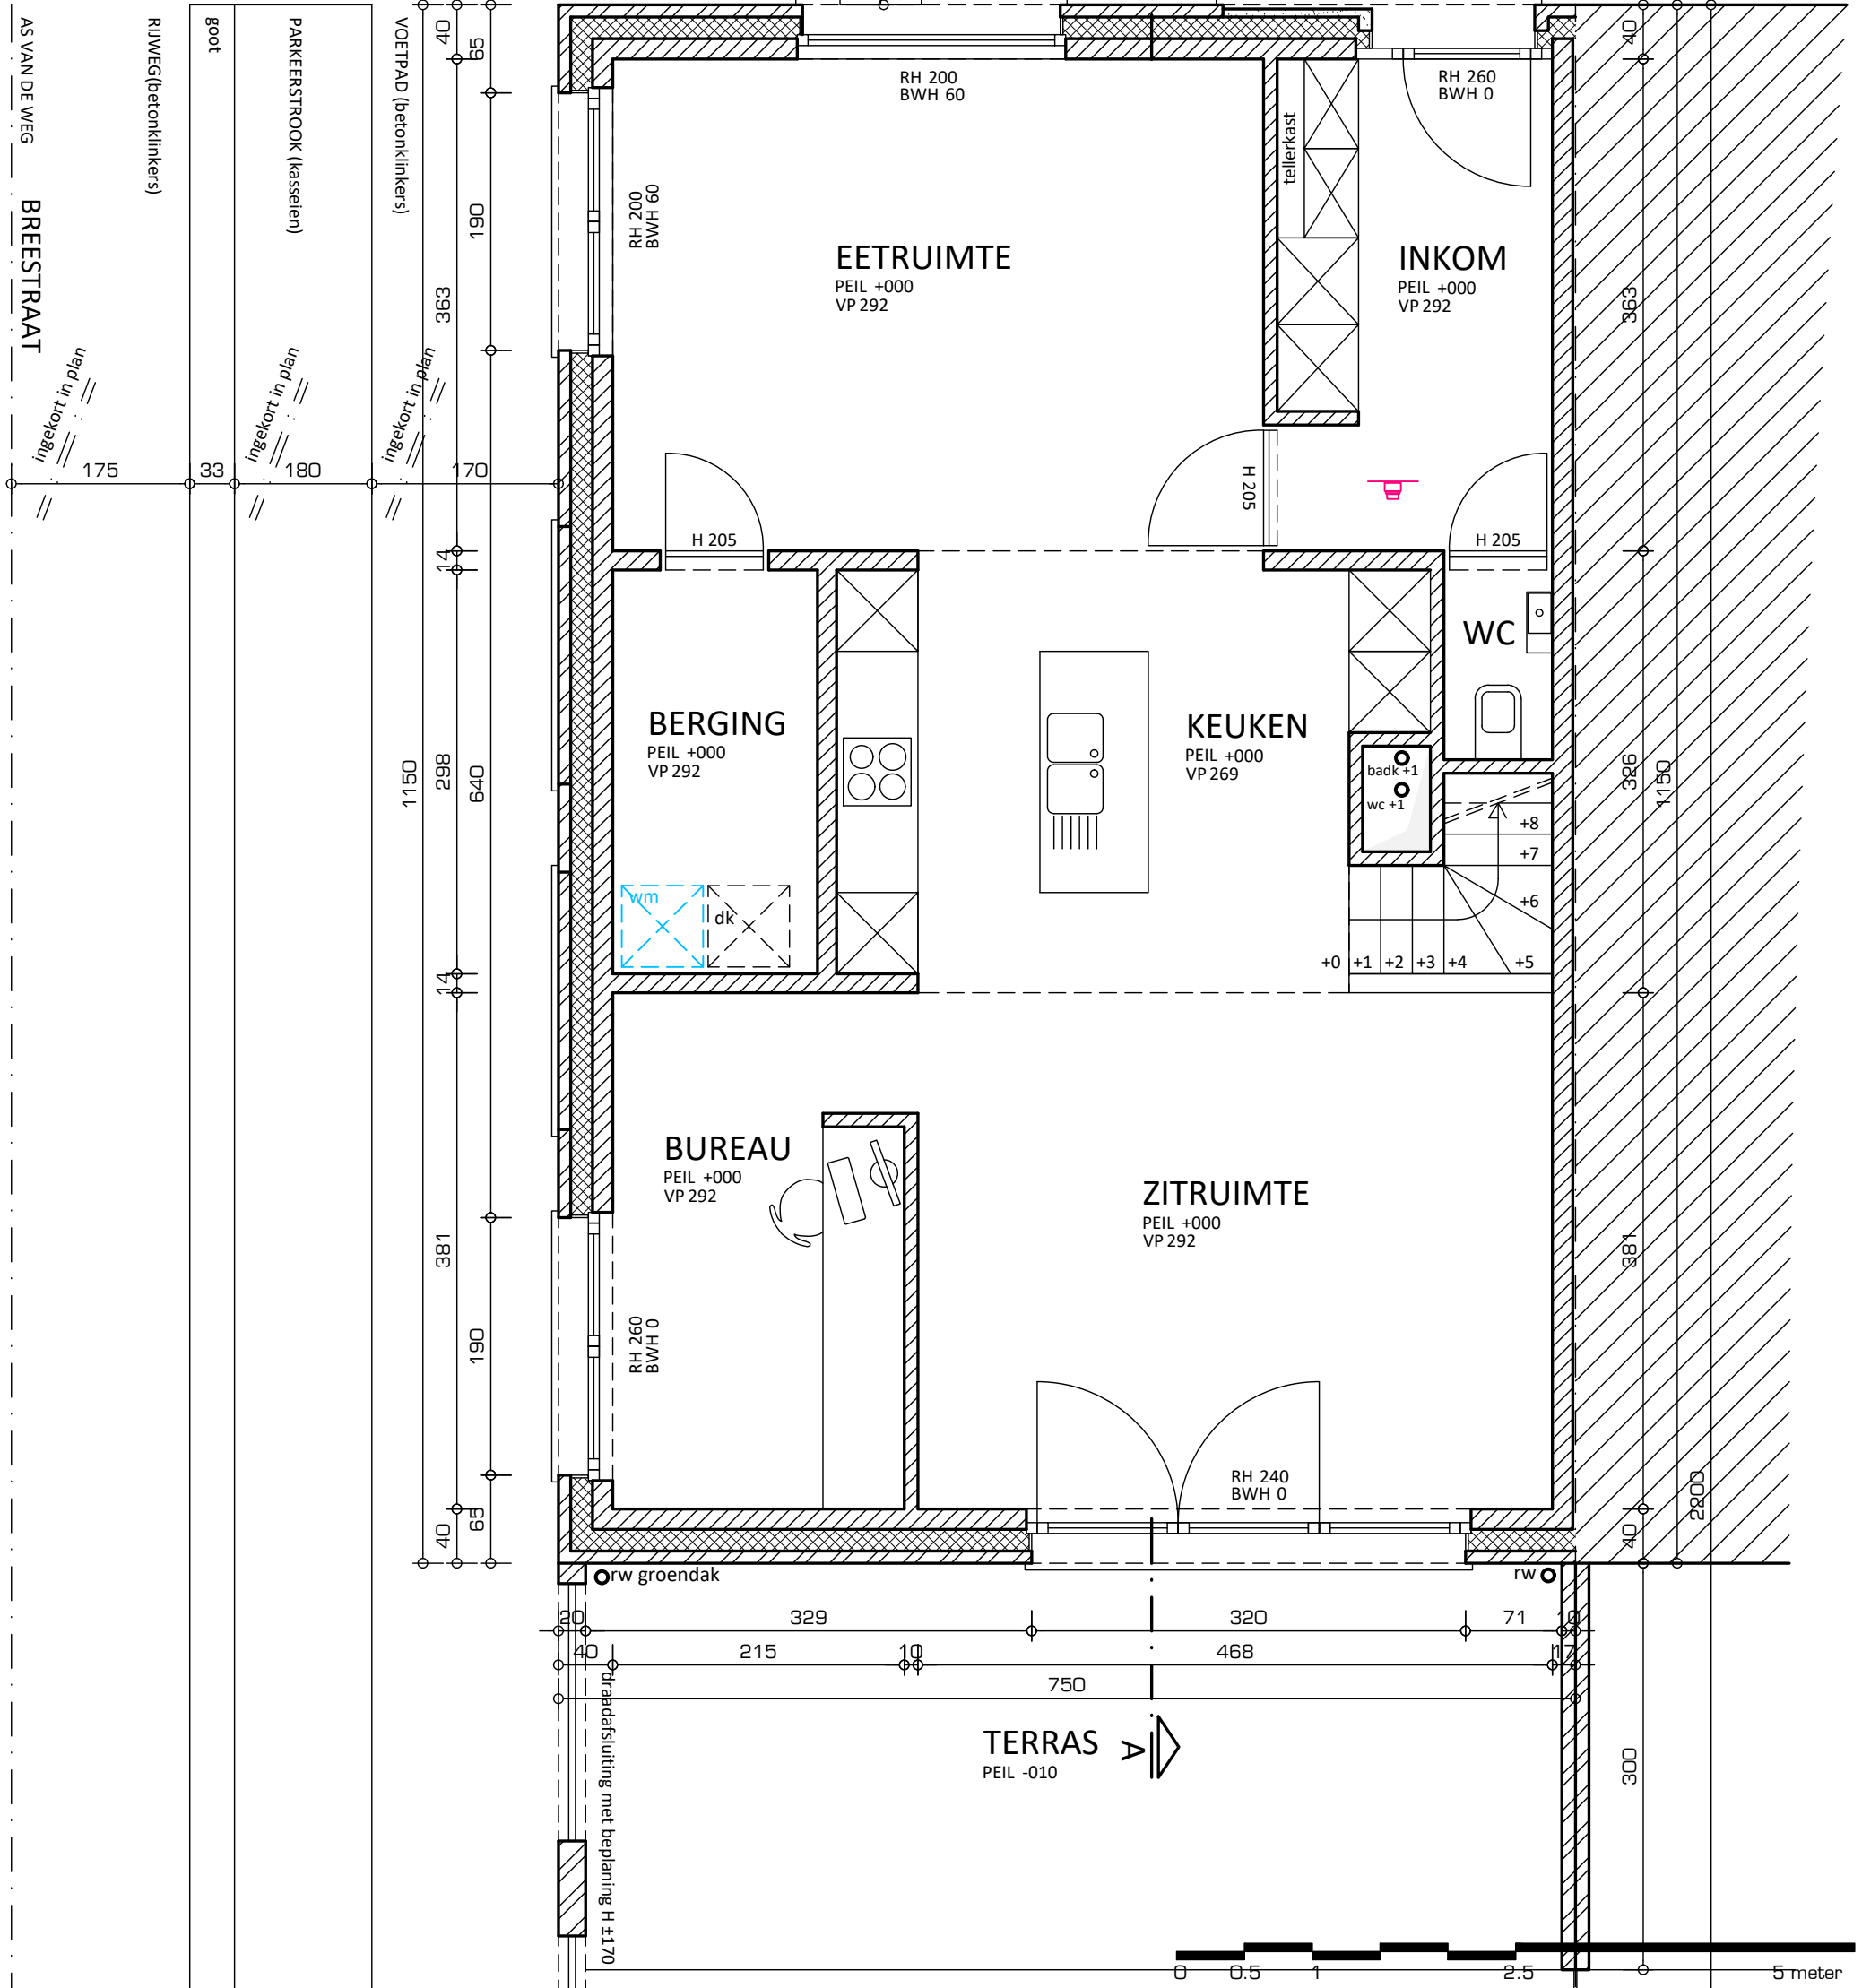 AS VAN DE WEG
BREESTRAAT
RIJWEG(betonklinkers)
goot
PARKEERSTROOK (kasseien)
VOETPAD (betonklinkers)
ingekort in plan
ingekort in plan
ingekort in plan
175
33
180
170
40
363
14
298
14
381
40
1150
65
190
640
190
65
RH 200
BWH 60
RH 260
BWH 0
tellerkast
RH 200
BWH 60
EETRUIMTE
PEIL +000
VP 292
INKOM
PEIL +000
VP 292
H 205
H 205
H 205
WC
BERGING
PEIL +000
VP 292
wm
dk
KEUKEN
PEIL +000
VP 269
badk +1
wc +1
+8
+7
+6
+0
+1
+2
+3
+4
+5
BUREAU
PEIL +000
VP 292
ZITRUIMTE
PEIL +000
VP 292
RH 260
BWH 0
RH 240
BWH 0
40
363
326
1150
381
40
2200
300
rw groendak
rw
20
329
320
71
40
215
10
468
17
750
draadafsluiting met beplaning H ±170
TERRAS
PEIL -010
A
0
0.5
1
2.5
5 meter